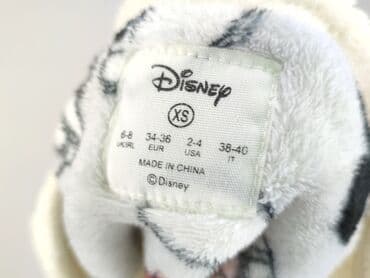 Disney
XS
6-8 34-36 2-4 38-40
UK/IRL EUR USA IT
MADE IN CHINA
©Disney